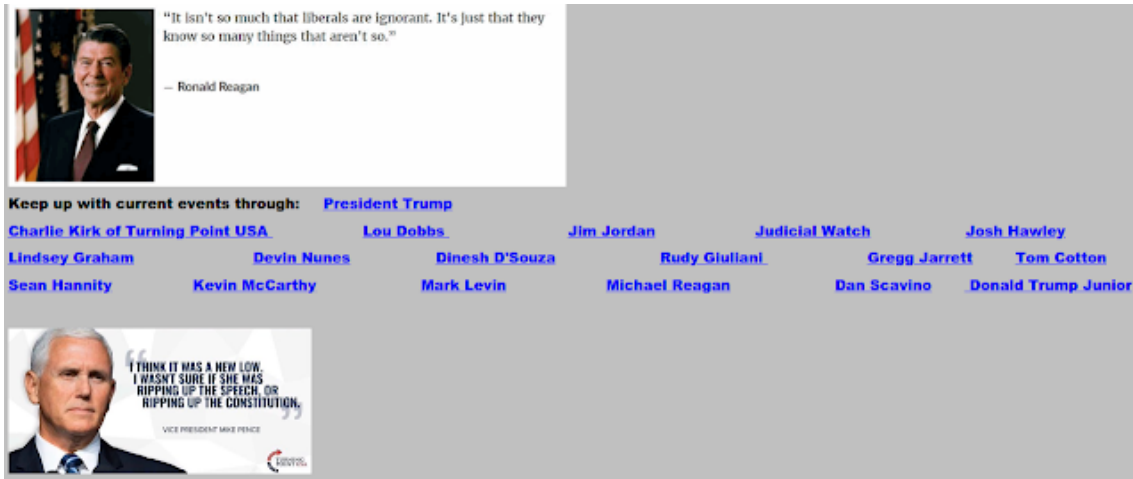 “It isn't so much that liberals are ignorant. It's just that they
know so many things that aren't so.”
— Ronald Reagan
Keep up with current events through: President Trump
Charlie Kirk of Turning Point USA Lou Dobbs Jim Jordan Judicial Watch Josh Hawley
Lindsey Graham Devin Nunes Dinesh D'Souza Rudy Giuliani Gregg Jarrett Tom Cotton
Sean Hannity Kevin McCarthy Mark Levin Michael Reagan Dan Scavino Donald Trump Junior
“I THINK IT WAS A NEW LOW.
I WASN'T SURE IF SHE WAS
RIPPING UP THE SPEECH, OR
RIPPING UP THE CONSTITUTION.”
VICE PRESIDENT MIKE PENCE
TURNING
POINT USA